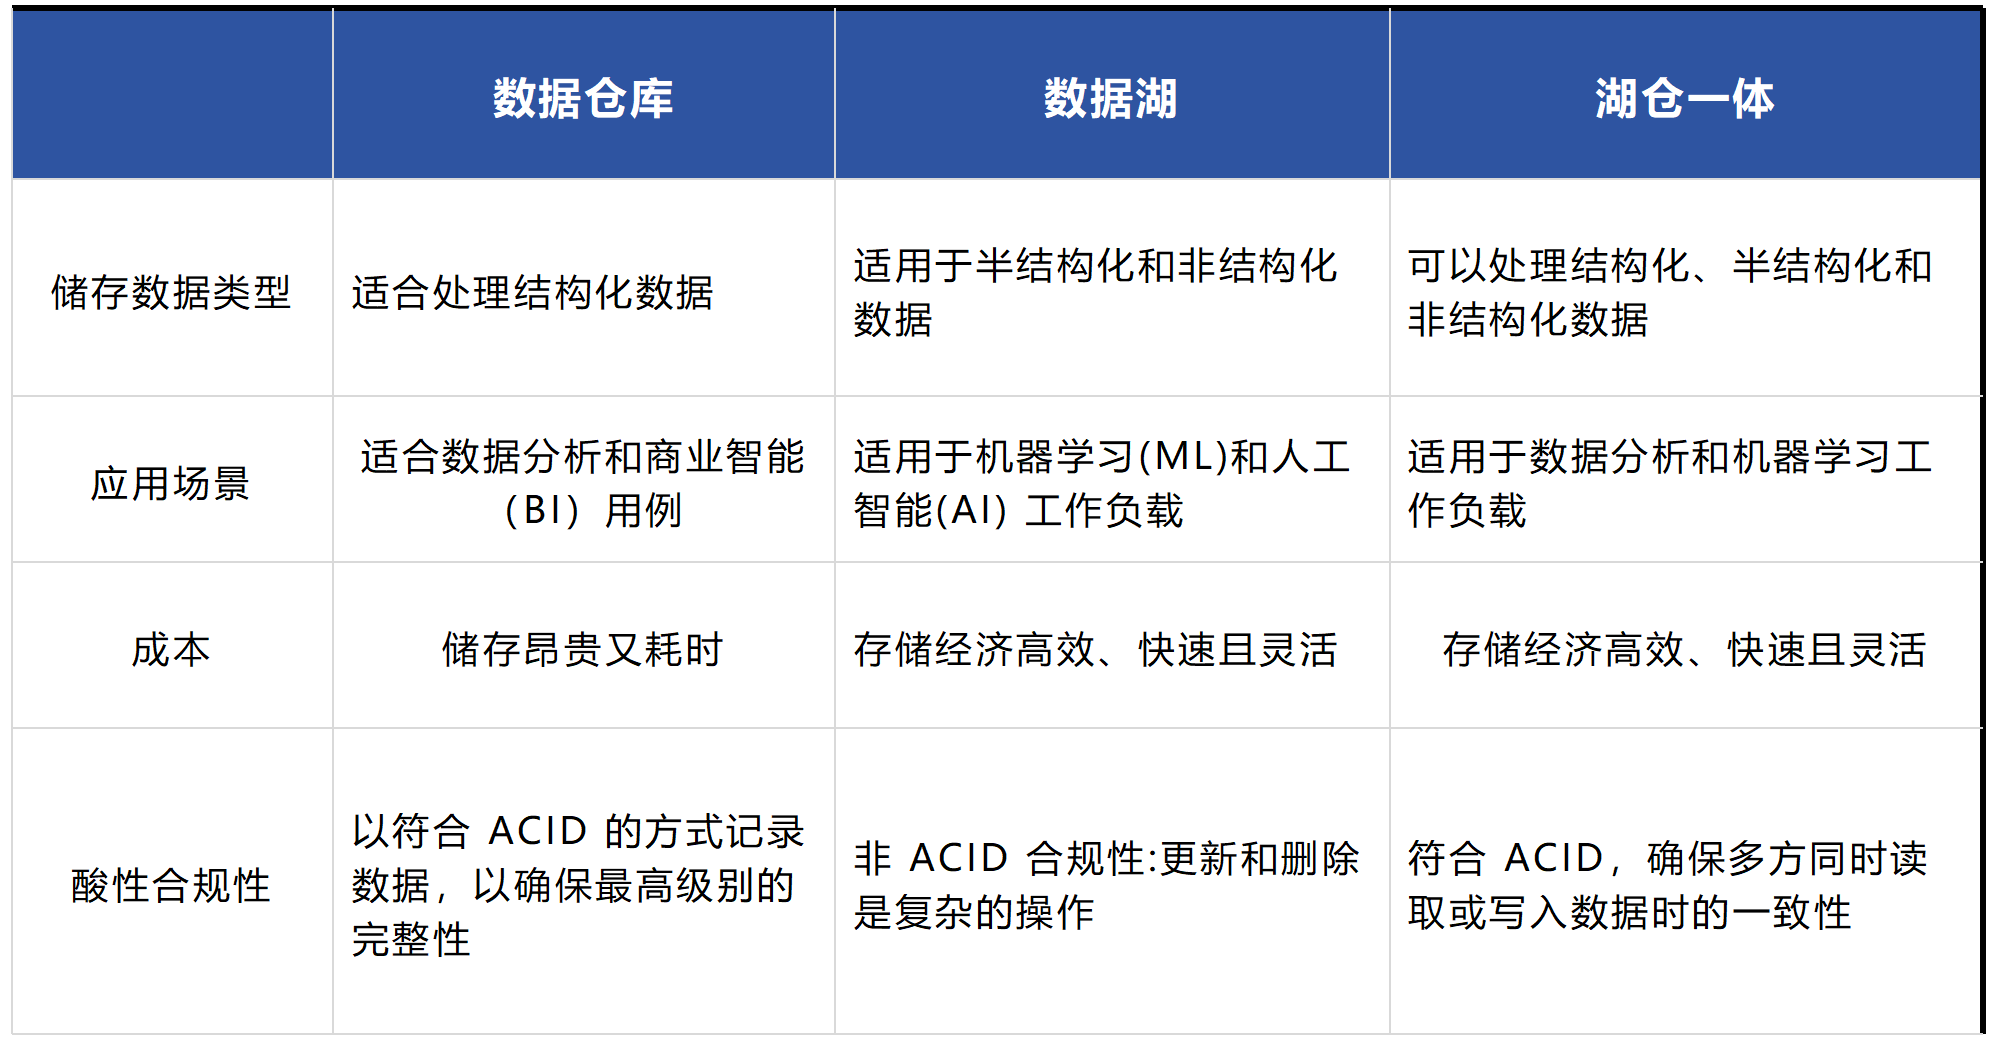 数据仓库
数据湖
湖仓一体
储存数据类型
适合处理结构化数据
适用于半结构化和非结构化
数据
可以处理结构化、半结构化和
非结构化数据
应用场景
适合数据分析和商业智能
（BI）用例
适用于机器学习(ML)和人工
智能(AI) 工作负载
适用于数据分析和机器学习工
作负载
成本
储存昂贵又耗时
存储经济高效、快速且灵活
存储经济高效、快速且灵活
酸性合规性
以符合 ACID 的方式记录
数据，以确保最高级别的
完整性
非 ACID 合规性:更新和删除
是复杂的操作
符合 ACID，确保多方同时读
取或写入数据时的一致性